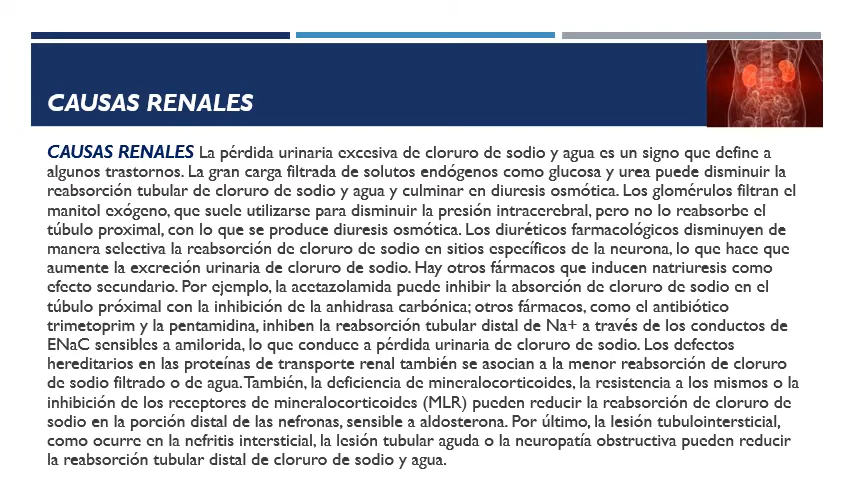 CAUSAS RENALES
CAUSAS RENALES La pérdida urinaria excesiva de cloruro de sodio y agua es un signo que define a
algunos trastornos. La gran carga filtrada de solutos endógenos como glucosa y urea puede disminuir la
reabsorción tubular de cloruro de sodio y agua y culminar en diuresis osmótica. Los glomérulos filtran el
manitol exógeno, que suele utilizarse para disminuir la presión intracerebral, pero no lo reabsorbe el
túbulo proximal, con lo que se produce diuresis osmótica. Los diuréticos farmacológicos disminuyen de
manera selectiva la reabsorción de cloruro de sodio en sitios específicos de la neurona, lo que hace que
aumente la excreción urinaria de cloruro de sodio. Hay otros fármacos que inducen natriuresis como
efecto secundario. Por ejemplo, la acetazolamida puede inhibir la absorción de cloruro de sodio en el
túbulo próximal con la inhibición de la anhidrasa carbónica; otros fármacos, como el antibiótico
trimetoprim y la pentamidina, inhiben la reabsorción tubular distal de Na+ a través de los conductos de
ENaC sensibles a amilorida, lo que conduce a pérdida urinaria de cloruro de sodio. Los defectos
hereditarios en las proteínas de transporte renal también se asocian a la menor reabsorción de cloruro
de sodio filtrado o de agua. También, la deficiencia de mineralocorticoides, la resistencia a los mismos o la
inhibición de los receptores de mineralocorticoides (MLR) pueden reducir la reabsorción de cloruro de
sodio en la porción distal de las nefronas, sensible a aldosterona. Por último, la lesión tubulointersticial,
como ocurre en la nefritis intersticial, la lesión tubular aguda o la neuropatía obstructiva pueden reducir
la reabsorción tubular distal de cloruro de sodio y agua.